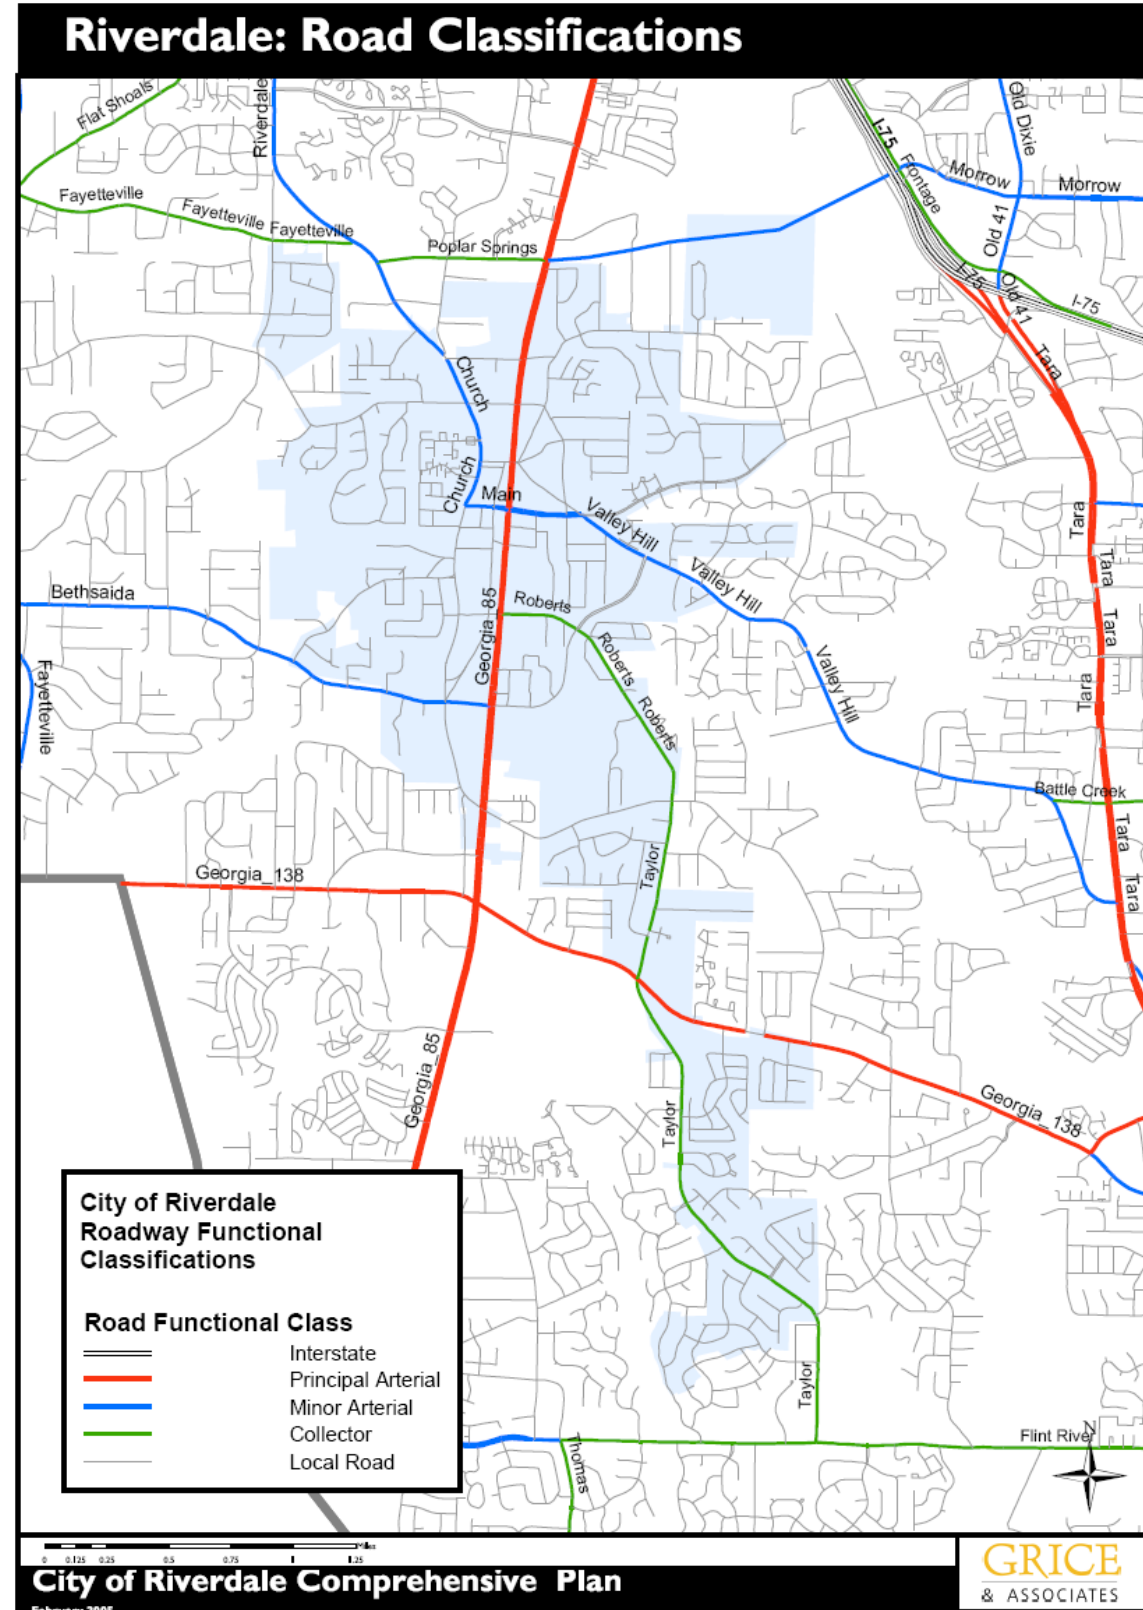 Riverdale: Road Classifications
Flat Shoals
Riverdale
I-75
Old Dixie
Frontage
Morrow
Morrow
Fayetteville
Fayetteville Fayetteville
Poplar Springs
Old 41
I-75
Old 41
I-75
Tara
Church
Church
Main
Valley Hill
Tara
Tara
Valley Hill
Bethsaida
Roberts
Georgia_85
Tara
Roberts
Valley Hill
Fayetteville
Roberts
Tara
Battle Creek
Tara
Taylor
Georgia_138
Tara
Georgia_85
Taylor
Georgia_138
City of Riverdale
Roadway Functional
Classifications
Road Functional Class
Interstate
Principal Arterial
Minor Arterial
Collector
Local Road
Taylor
Thomas
Flint River
N
Miles
0 0.125 0.25 0.5 0.75 1 1.25
City of Riverdale Comprehensive Plan
February 2005
GRICE
& ASSOCIATES